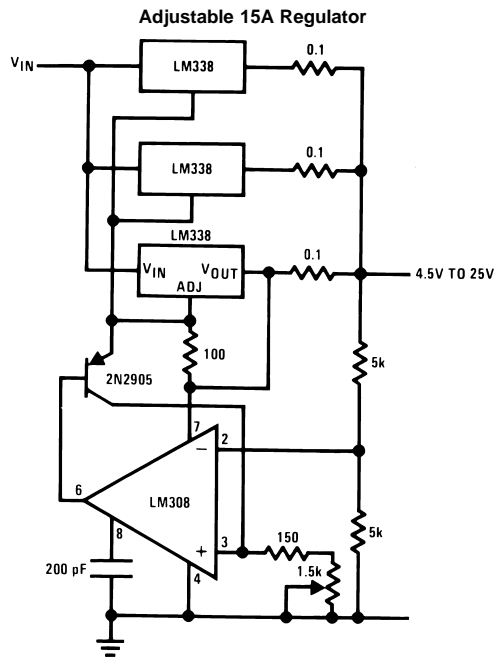 Adjustable 15A Regulator
VIN
LM338
0.1
LM338
0.1
LM338
VIN
VOUT
ADJ
0.1
4.5V TO 25V
100
5k
2N2905
7
2
−
6
LM308
8
+
3
150
5k
200 pF
4
1.5k